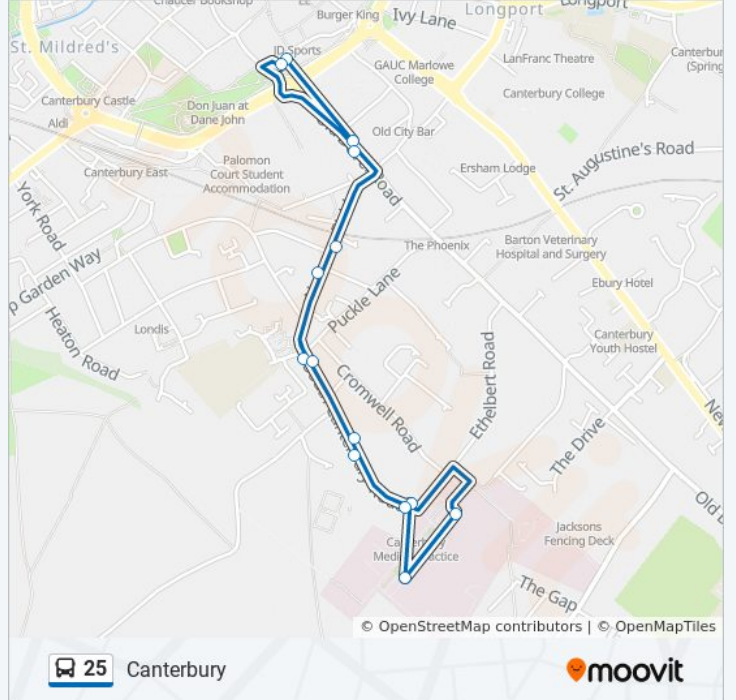 Chaucer Bookshop
Burger King
Ivy Lane
Longport
Longport
St. Mildred's
JD Sports
LanFranc Theatre
GAUC Marlowe
College
Canterbury College
Canterbury Castle
Don Juan at
Dane John
Aldi
Old City Bar
St. Augustine's Road
Palomon
Court Student
Accommodation
Canterbury East
Ersham Lodge
Road
York Road
The Phoenix
Barton Veterinary
Hospital and Surgery
Garden Way
Puckle Lane
Ebury Hotel
Heaton Road
Londis
Canterbury
Youth Hostel
Ethelbert Road
Cromwell Road
The Drive
Jacksons
Fencing Deck
The Gap
© OpenStreetMap contributors | © OpenMapTiles
25 Canterbury
moovit